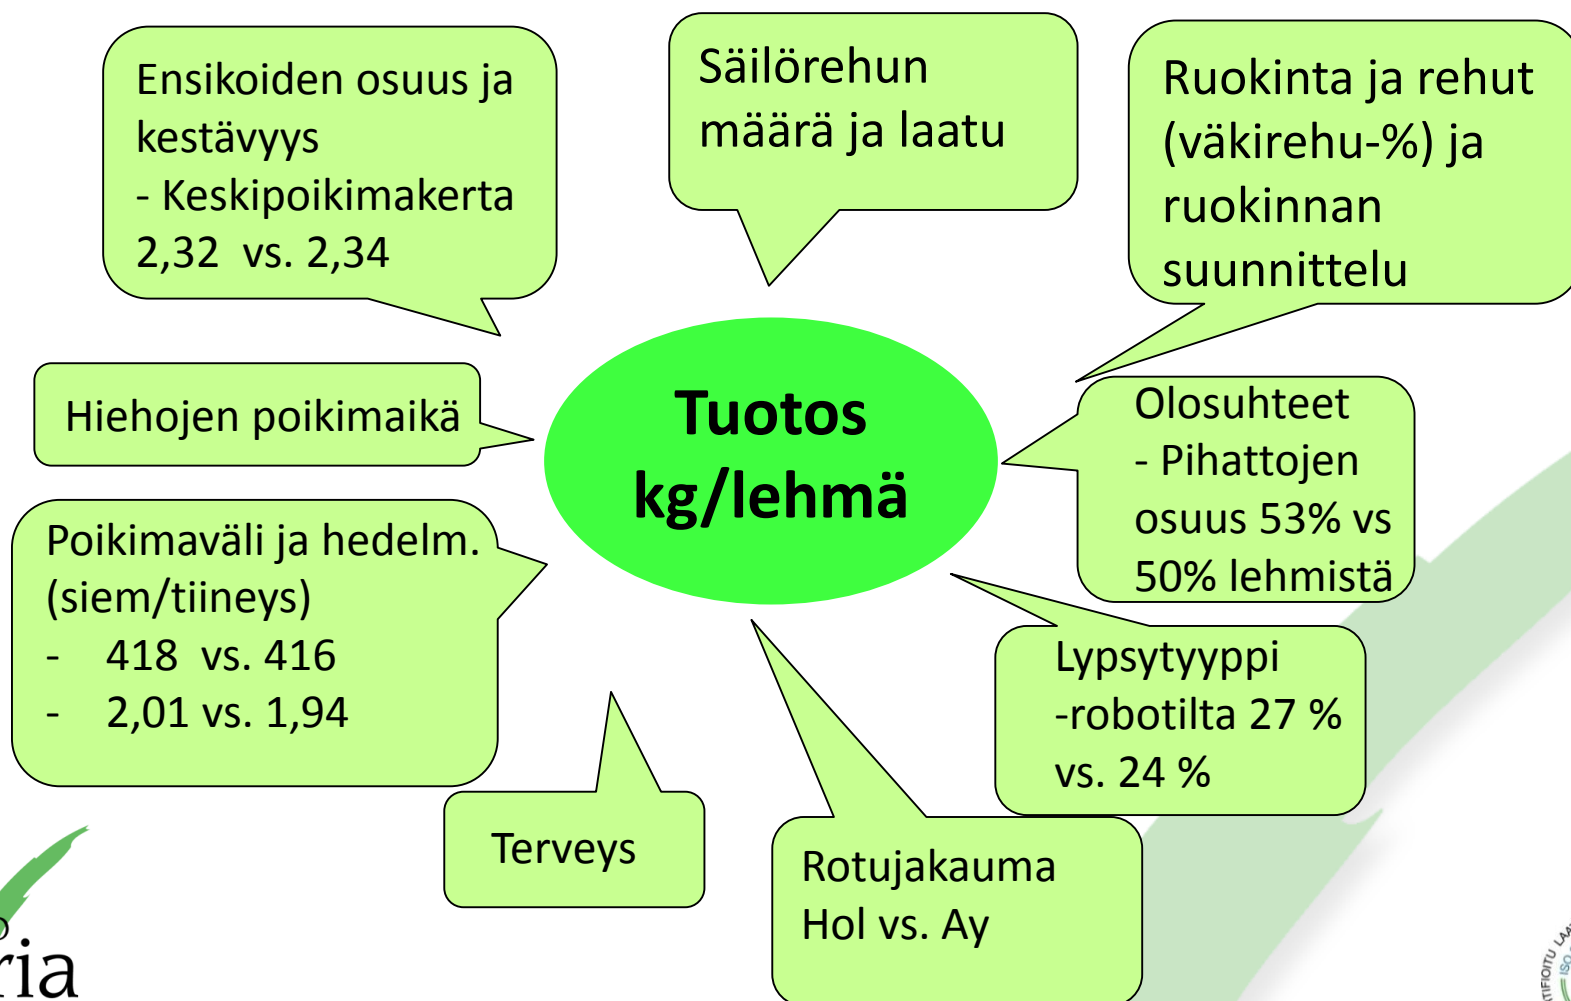 Ensikoiden osuus ja
kestävyys
- Keskipoikimakerta
2,32 vs. 2,34
Säilörehun
määrä ja laatu
Ruokinta ja rehut
(väkirehu-%) ja
ruokinnan
suunnittelu
Hiehojen poikimaikä
Tuotos
kg/lehmä
Olosuhteet
- Pihattojen
osuus 53% vs
50% lehmistä
Poikimaväli ja hedelm.
(siem/tiineys)
- 418 vs. 416
- 2,01 vs. 1,94
Lypsytyyppi
-robotilta 27 %
vs. 24 %
Terveys
Rotujakauma
Hol vs. Ay
ria